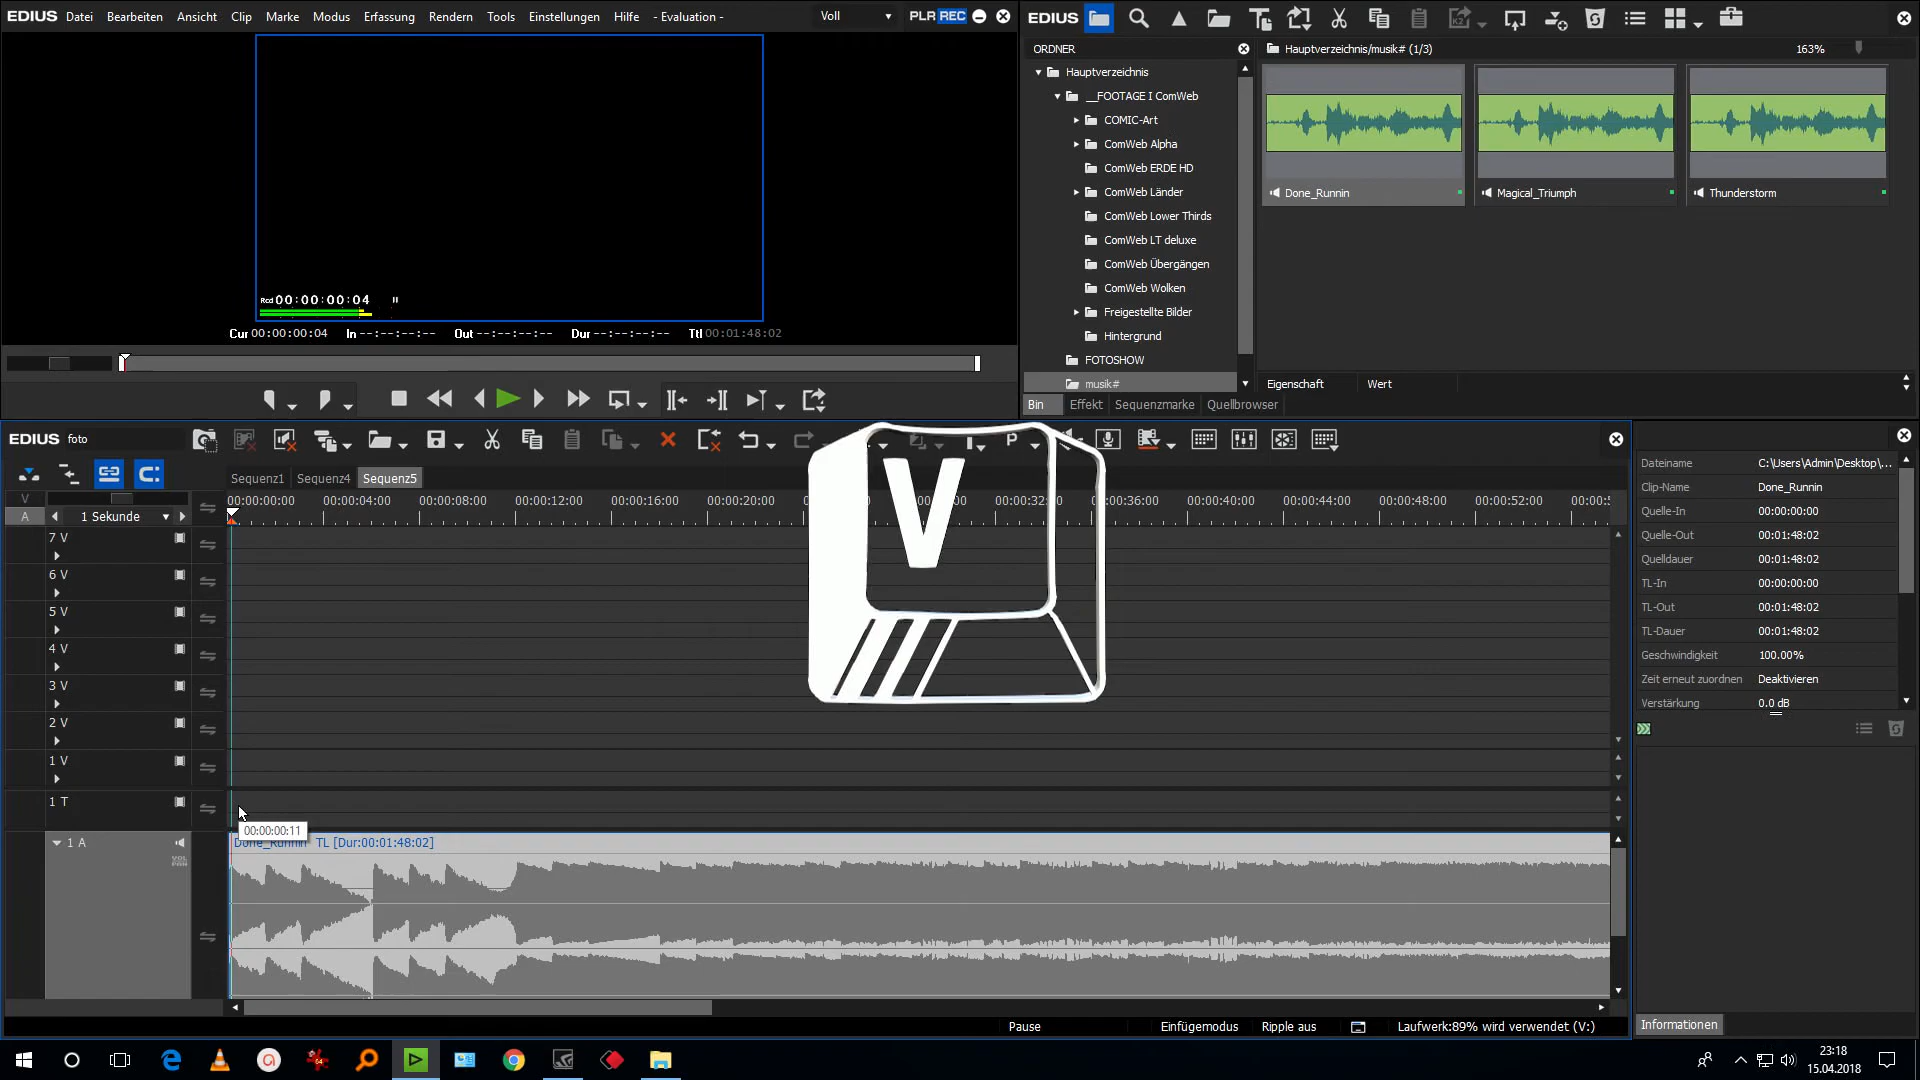 EDIUS Datei Bearbeiten Ansicht Clip Marke Modus Erfassung Rendern Tools Einstellungen Hilfe - Evaluation - Voll PLR REC
EDIUS
ORDNER
Hauptverzeichnis/musik# (1/3) 163%
Hauptverzeichnis
__FOOTAGE I ComWeb
COMIC-Art
ComWeb Alpha
ComWeb ERDE HD
ComWeb Länder
ComWeb Lower Thirds
ComWeb LT deluxe
ComWeb Übergängen
ComWeb Wolken
Freigestellte Bilder
Hintergrund
FOTOSHOW
musik#
Done_Runnin Magical_Triumph Thunderstorm
Eigenschaft Wert
Bin Effekt Sequenzmarke Quellbrowser
Rcd 00:00:00:04
Cur 00:00:00:04 In --:--:--:-- Out --:--:--:-- Dur --:--:--:-- Ttl 00:01:48:02
EDIUS foto
P
Sequenz1 Sequenz4 Sequenz5
V
00:00:00:00 00:00:04:00 00:00:08:00 00:00:12:00 00:00:16:00 00:00:20:00 00:00:32: 00:00:36:00 00:00:40:00 00:00:44:00 00:00:48:00 00:00:52:00
A 1 Sekunde
V
7 V
6 V
5 V
4 V
3 V
2 V
1 V
1 T
00:00:00:11
1 A
VOL
PAN
Done_Runnin TL [Dur:00:01:48:02]
Dateiname C:\Users\Admin\Desktop\...
Clip-Name Done_Runnin
Quelle-In 00:00:00:00
Quelle-Out 00:01:48:02
Quelldauer 00:01:48:02
TL-In 00:00:00:00
TL-Out 00:01:48:02
TL-Dauer 00:01:48:02
Geschwindigkeit 100.00%
Zeit erneut zuordnen Deaktivieren
Verstärkung 0.0 dB
Informationen
Pause Einfügemodus Ripple aus Laufwerk:89% wird verwendet (V:)
23:18
15.04.2018